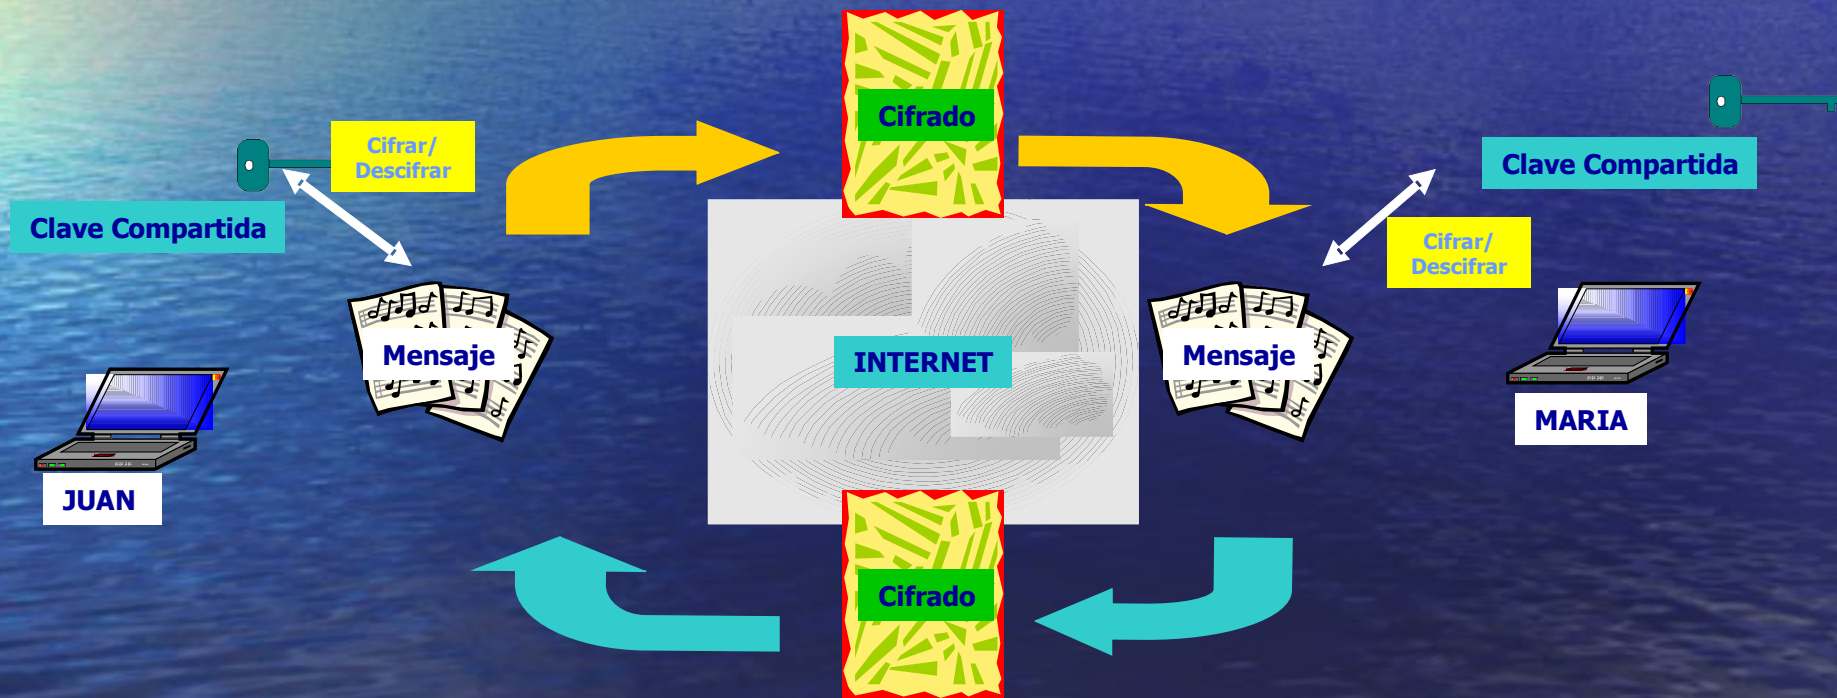 Cifrado
Cifrar/
Descifrar
Clave Compartida
Clave Compartida
Cifrar/
Descifrar
Mensaje
INTERNET
Mensaje
MARIA
JUAN
Cifrado